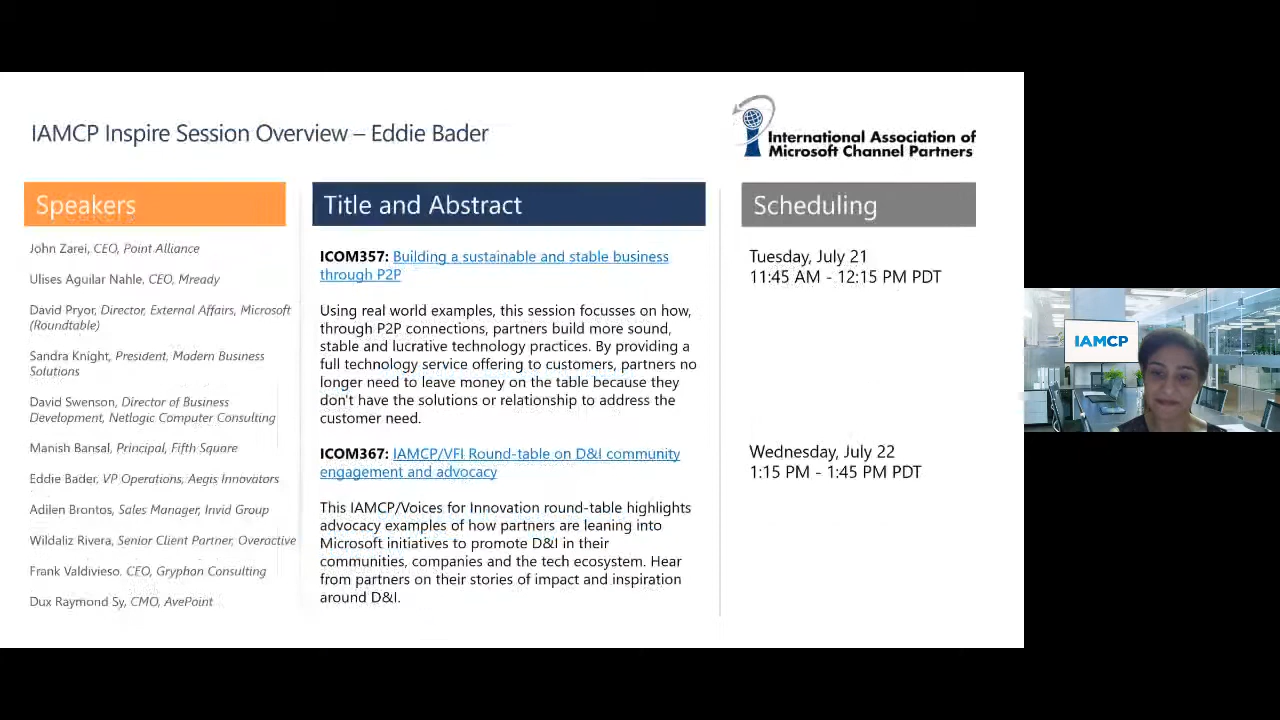 IAMCP Inspire Session Overview – Eddie Bader
International Association of
Microsoft Channel Partners
Speakers
John Zarei, CEO, Point Alliance
Ulises Aguilar Nahle. CEO, Mready
David Pryor, Director, External Affairs, Microsoft
(Roundtable)
Sandra Knight, President, Modern Business
Solutions
David Swenson, Director of Business
Development, Netlogic Computer Consulting
Manish Bansal, Principal, Fifth Square
Eddie Bader, VP Operations, Aegis Innovators
Adilen Brontos, Sales Manager, Invid Group
Wildaliz Rivera, Senior Client Partner, Overactive
Frank Valdivieso. CEO, Gryphon Consulting
Dux Raymond Sy, CMO, AvePoint
Title and Abstract
ICOM357: Building a sustainable and stable business
through P2P
Using real world examples, this session focusses on how,
through P2P connections, partners build more sound,
stable and lucrative technology practices. By providing a
full technology service offering to customers, partners no
longer need to leave money on the table because they
don't have the solutions or relationship to address the
customer need.
ICOM367: IAMCP/VFI Round-table on D&I community
engagement and advocacy
This IAMCP/Voices for Innovation round-table highlights
advocacy examples of how partners are leaning into
Microsoft initiatives to promote D&I in their
communities, companies and the tech ecosystem. Hear
from partners on their stories of impact and inspiration
around D&I.
Scheduling
Tuesday, July 21
11:45 AM - 12:15 PM PDT
Wednesday, July 22
1:15 PM - 1:45 PM PDT
IAMCP